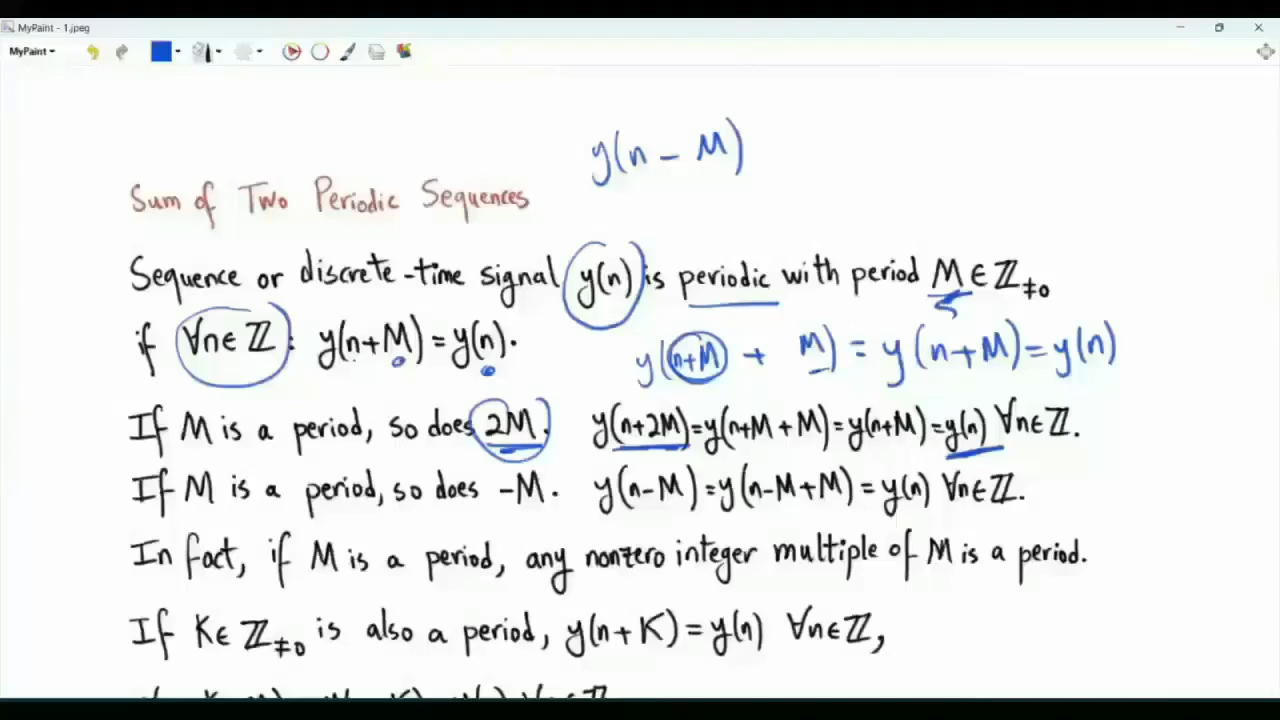 MyPaint - 1.jpeg
MyPaint
y(n - M)
Sum of Two Periodic Sequences
Sequence or discrete-time signal y(n) is periodic with period M ∈ ℤ≠0
if ∀n∈ℤ: y(n+M)=y(n).
y(n+M + M) = y(n+M)=y(n)
If M is a period, so does 2M. y(n+2M)=y(n+M+M)=y(n+M)=y(n) ∀n∈ℤ.
If M is a period, so does -M. y(n-M)=y(n-M+M)=y(n) ∀n∈ℤ.
In fact, if M is a period, any nonzero integer multiple of M is a period.
If K∈ℤ≠0 is also a period, y(n+K)=y(n) ∀n∈ℤ,